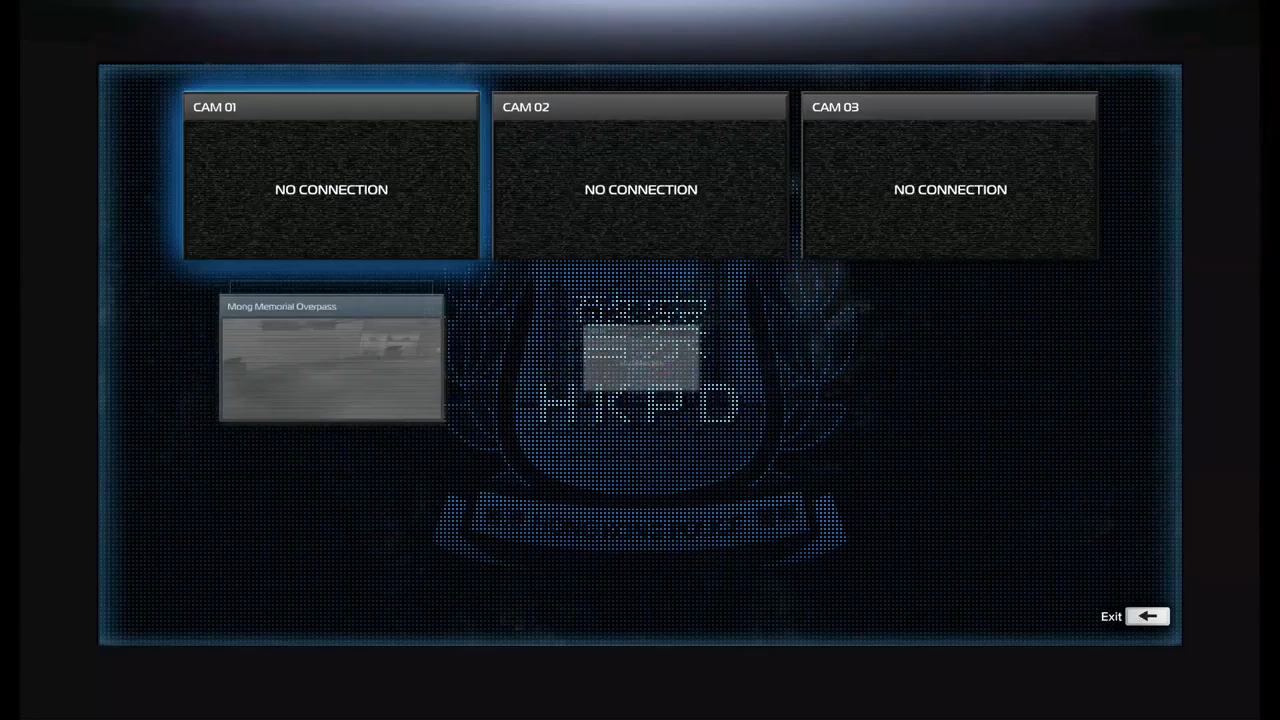 CAM 01
CAM 02
CAM 03
NO CONNECTION
NO CONNECTION
NO CONNECTION
Mong Memorial Overpass
HKPD
Exit